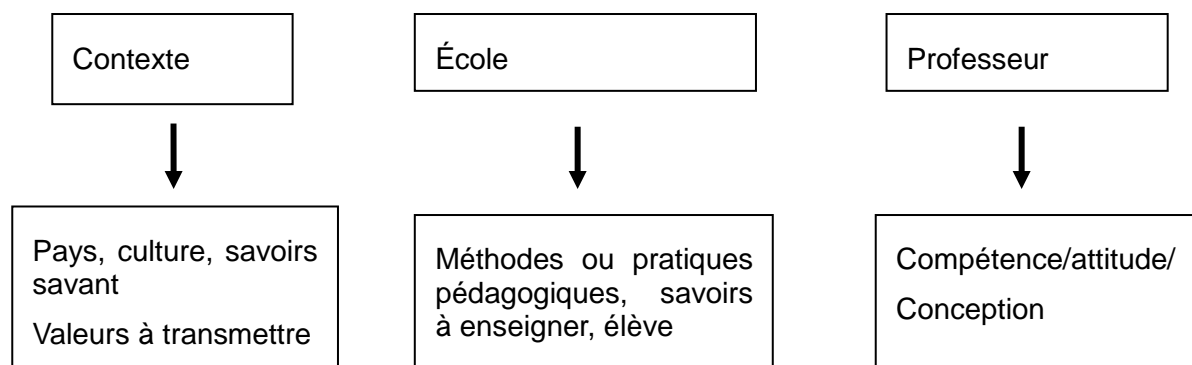 Contexte
École
Professeur
Pays, culture, savoirs
savant
Valeurs à transmettre
Méthodes ou pratiques
pédagogiques, savoirs
à enseigner, élève
Compétence/attitude/
Conception